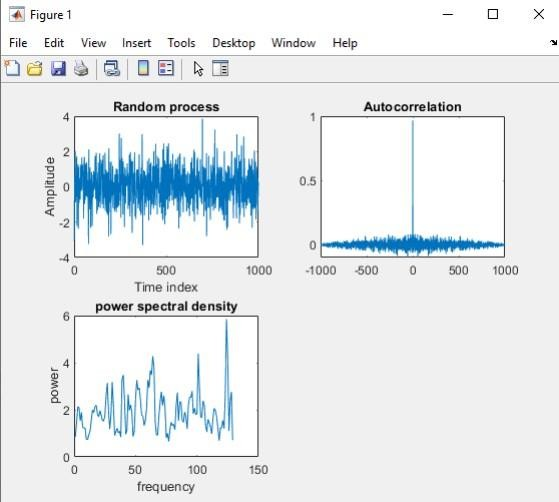 Figure 1
File Edit View Insert Tools Desktop Window Help
Random process
4
2
0
-2
-4
Amplitude
0 500 1000
Time index
Autocorrelation
1
0.5
0
-1000 -500 0 500 1000
power spectral density
6
4
2
0
power
0 50 100 150
frequency